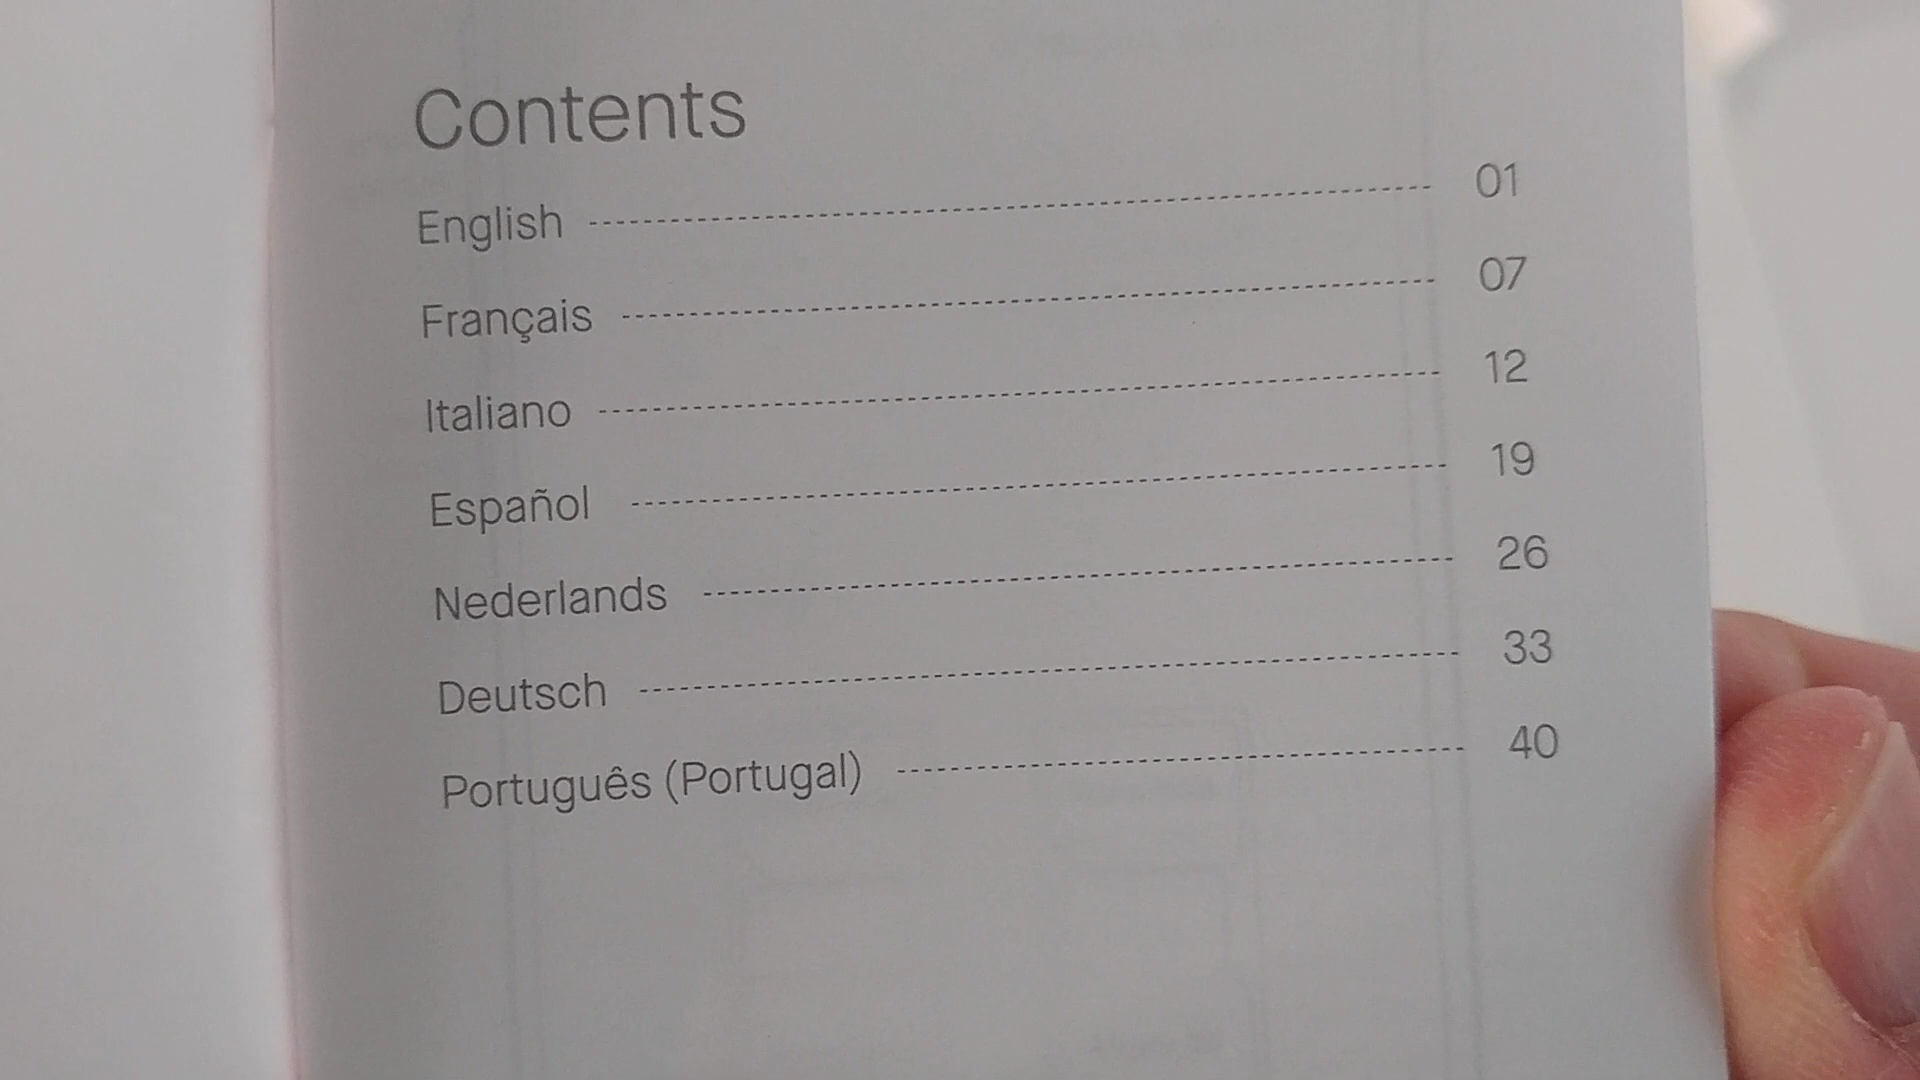 Contents
English 01
Français 07
Italiano 12
Español 19
Nederlands 26
Deutsch 33
Português (Portugal) 40